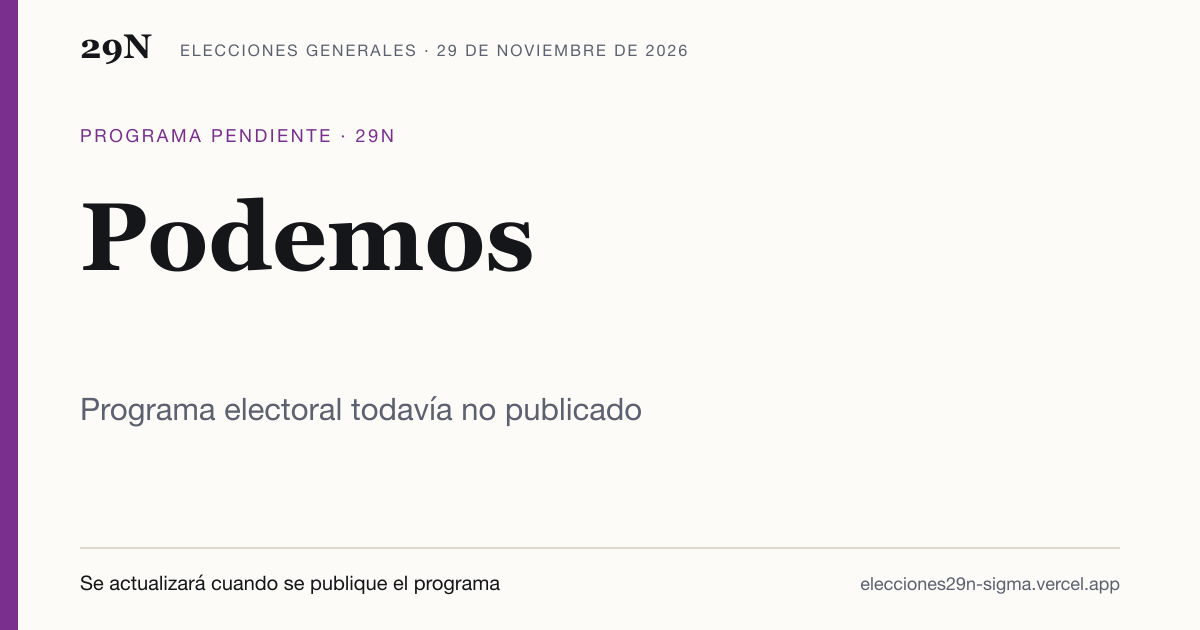 29N ELECCIONES GENERALES · 29 DE NOVIEMBRE DE 2026
PROGRAMA PENDIENTE · 29N
Podemos
Programa electoral todavía no publicado
Se actualizará cuando se publique el programa
elecciones29n-sigma.vercel.app